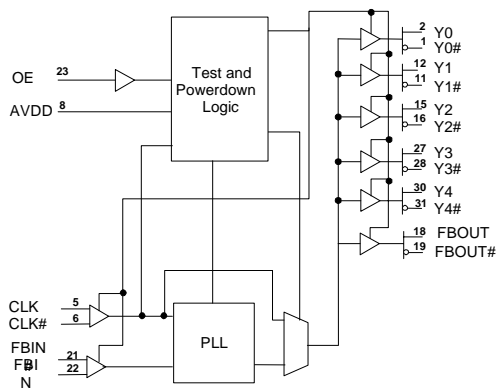 OE 23
AVDD 8
Test and
Powerdown
Logic
2 Y0
1 Y0#
12 Y1
11 Y1#
15 Y2
16 Y2#
27 Y3
28 Y3#
30 Y4
31 Y4#
18 FBOUT
19 FBOUT#
CLK 5
CLK# 6
FBIN 21
FBI
#
N 22
PLL